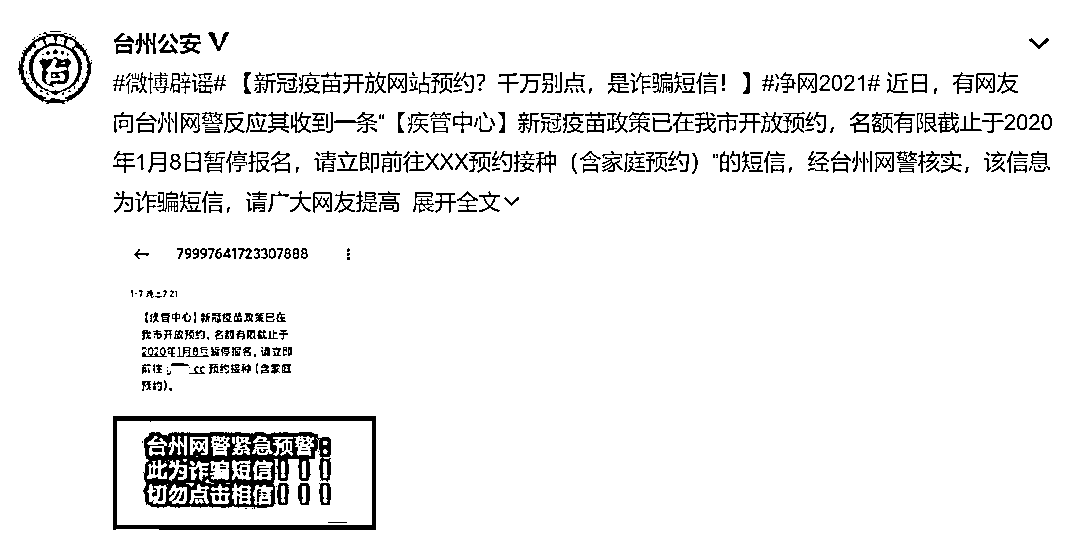 台州公安
#微博辟谣# 【新冠疫苗开放网站预约？千万别点，是诈骗短信！】#净网2021# 近日，有网友
向台州网警反应其收到一条“【疾管中心】新冠疫苗政策已在我市开放预约，名额有限截止于2020
年1月8日暂停报名，请立即前往XXX预约接种（含家庭预约）”的短信，经台州网警核实，该信息
为诈骗短信，请广大网友提高 展开全文
79997641723307888
1-7 晚上7:21
【疾管中心】新冠疫苗政策已在
我市开放预约，名额有限截止于
2020年1月8号暂停报名，请立即
前往 .cc 预约接种（含家庭
预约）。
台州网警紧急预警：
此为诈骗短信！！！
切勿点击相信！！！